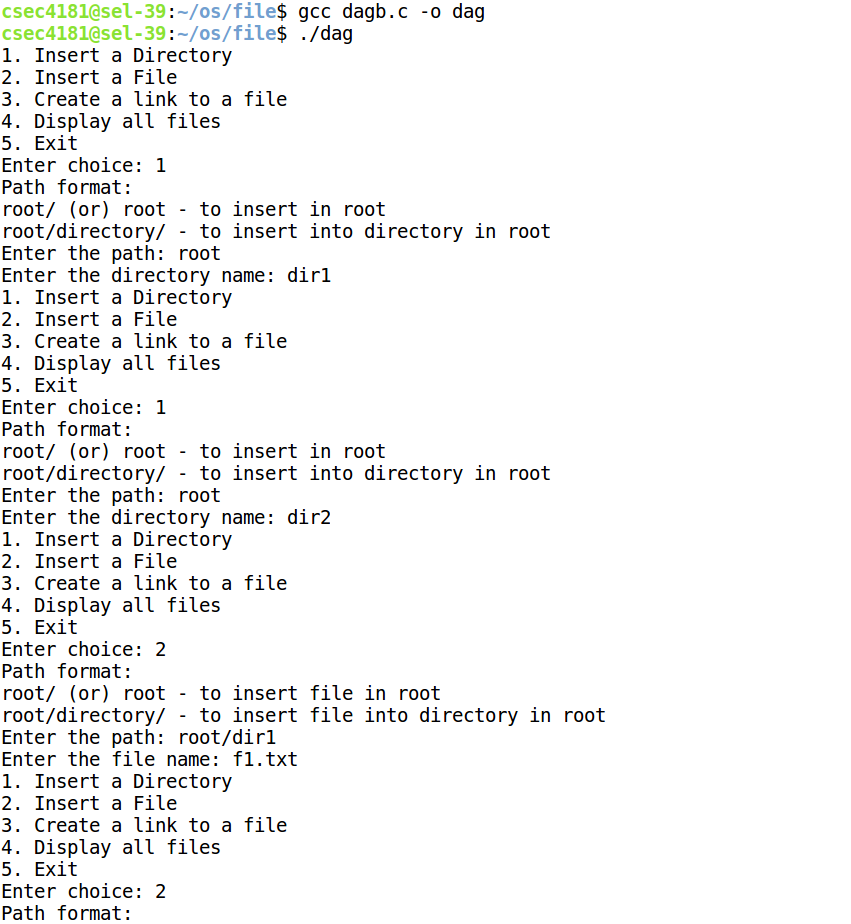 csec4181@sel-39:~/os/file$ gcc dagb.c -o dag
csec4181@sel-39:~/os/file$ ./dag
1. Insert a Directory
2. Insert a File
3. Create a link to a file
4. Display all files
5. Exit
Enter choice: 1
Path format:
root/ (or) root - to insert in root
root/directory/ - to insert into directory in root
Enter the path: root
Enter the directory name: dir1
1. Insert a Directory
2. Insert a File
3. Create a link to a file
4. Display all files
5. Exit
Enter choice: 1
Path format:
root/ (or) root - to insert in root
root/directory/ - to insert into directory in root
Enter the path: root
Enter the directory name: dir2
1. Insert a Directory
2. Insert a File
3. Create a link to a file
4. Display all files
5. Exit
Enter choice: 2
Path format:
root/ (or) root - to insert file in root
root/directory/ - to insert file into directory in root
Enter the path: root/dir1
Enter the file name: f1.txt
1. Insert a Directory
2. Insert a File
3. Create a link to a file
4. Display all files
5. Exit
Enter choice: 2
Path format: